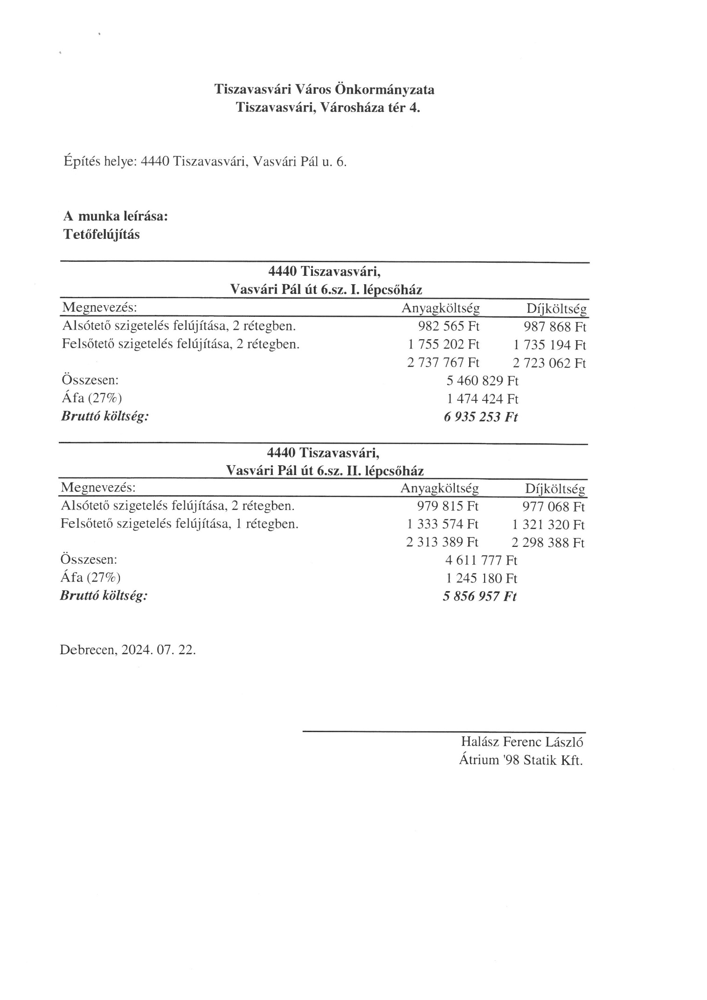 Tiszavasvári Város Önkormányzata
Tiszavasvári, Városháza tér 4.
Építés helye: 4440 Tiszavasvári, Vasvári Pál u. 6.
A munka leírása:
Tetőfelújítás
4440 Tiszavasvári,
Vasvári Pál út 6.sz. I. lépcsőház
Megnevezés: Anyagköltség Díjköltség
Alsótető szigetelés felújítása, 2 rétegben. 982 565 Ft 987 868 Ft
Felsőtető szigetelés felújítása, 2 rétegben. 1 755 202 Ft 1 735 194 Ft
2 737 767 Ft 2 723 062 Ft
Összesen: 5 460 829 Ft
Áfa (27%) 1 474 424 Ft
Bruttó költség: 6 935 253 Ft
4440 Tiszavasvári,
Vasvári Pál út 6.sz. II. lépcsőház
Megnevezés: Anyagköltség Díjköltség
Alsótető szigetelés felújítása, 2 rétegben. 979 815 Ft 977 068 Ft
Felsőtető szigetelés felújítása, 1 rétegben. 1 333 574 Ft 1 321 320 Ft
2 313 389 Ft 2 298 388 Ft
Összesen: 4 611 777 Ft
Áfa (27%) 1 245 180 Ft
Bruttó költség: 5 856 957 Ft
Debrecen, 2024. 07. 22.
Halász Ferenc László
Átrium '98 Statik Kft.